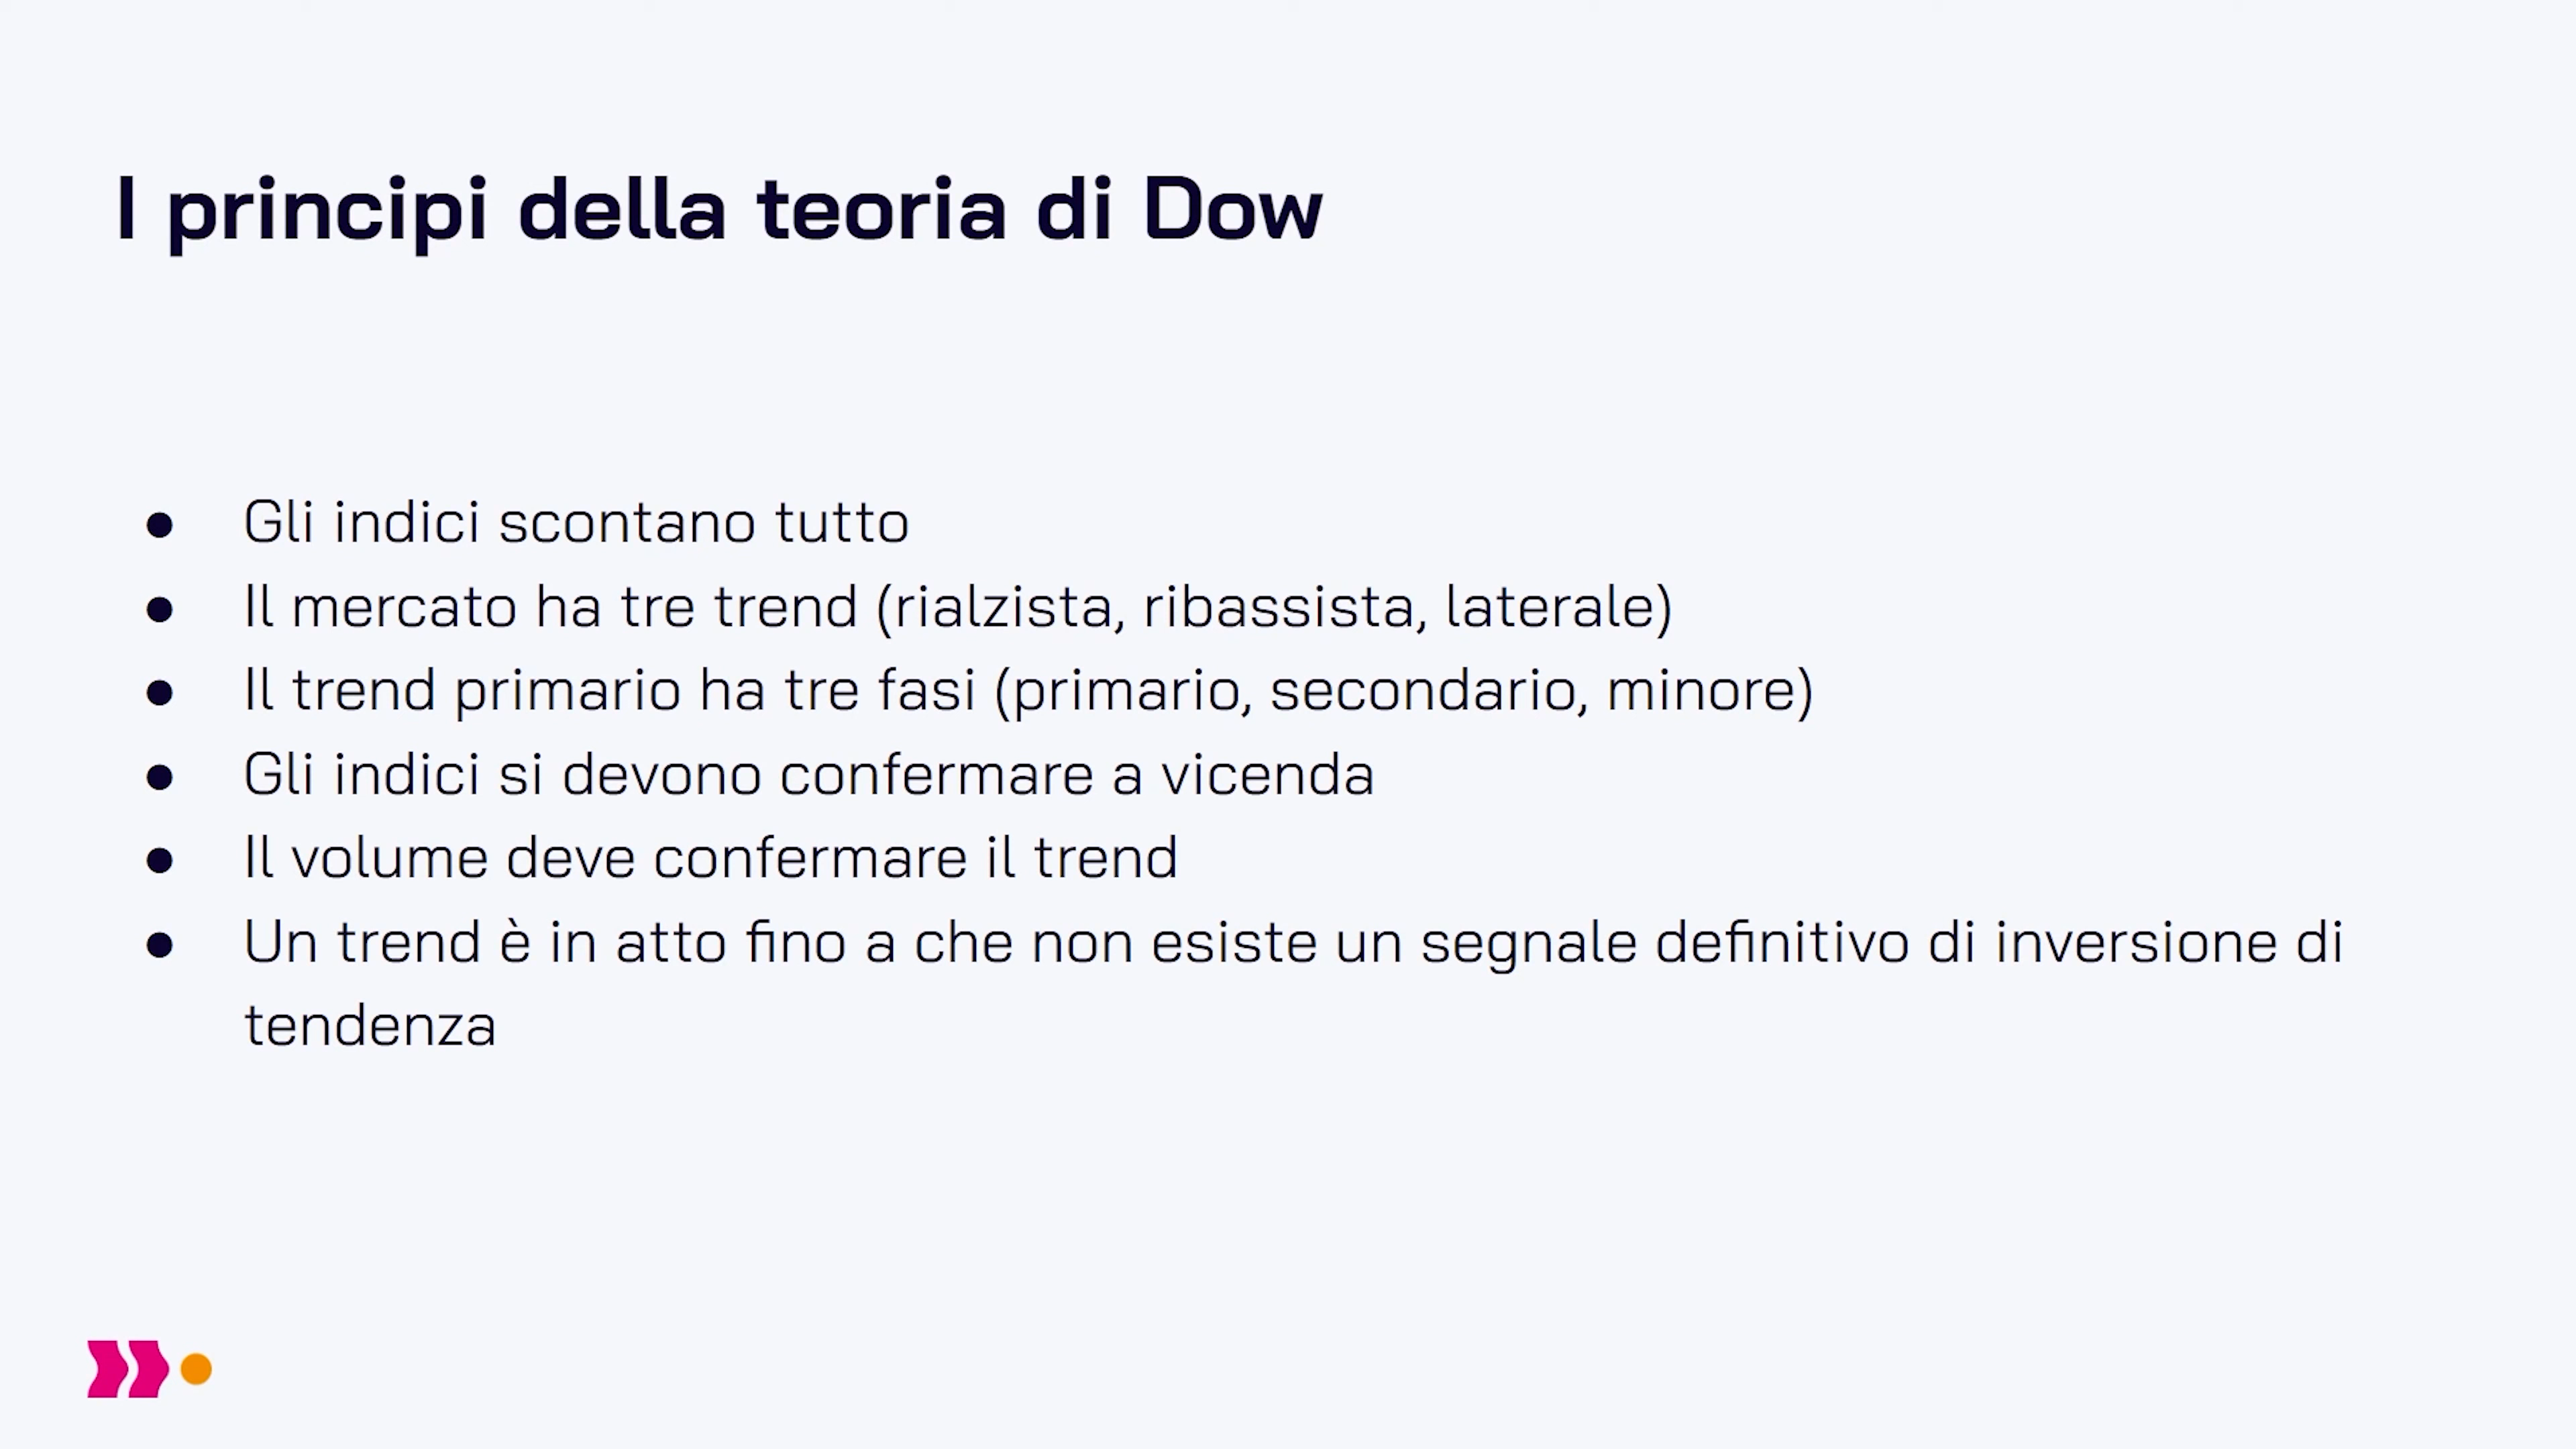 I principi della teoria di Dow
● Gli indici scontano tutto
● Il mercato ha tre trend (rialzista, ribassista, laterale)
● Il trend primario ha tre fasi (primario, secondario, minore)
● Gli indici si devono confermare a vicenda
● Il volume deve confermare il trend
● Un trend è in atto fino a che non esiste un segnale definitivo di inversione di
tendenza